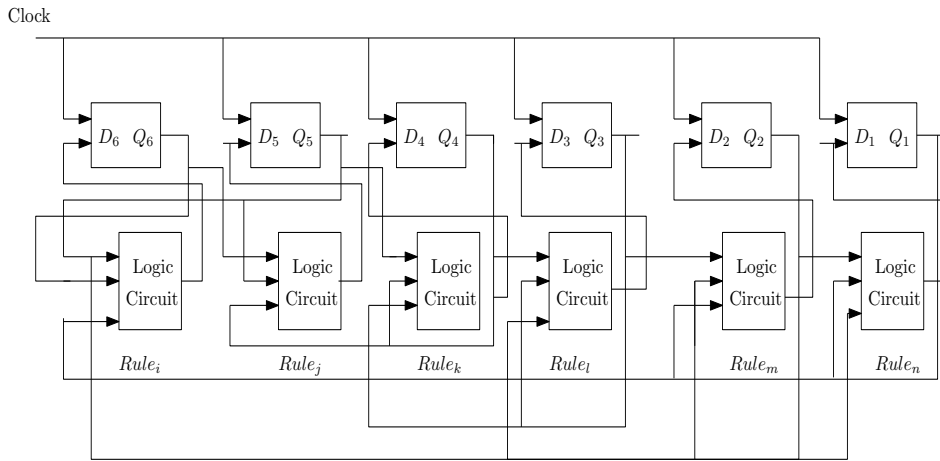 Clock
D₆ Q₆ D₅ Q₅ D₄ Q₄ D₃ Q₃ D₂ Q₂ D₁ Q₁
Logic Logic Logic Logic Logic Logic
Circuit Circuit Circuit Circuit Circuit Circuit
Ruleᵢ Ruleⱼ Ruleₖ Ruleₗ Ruleₘ Ruleₙ